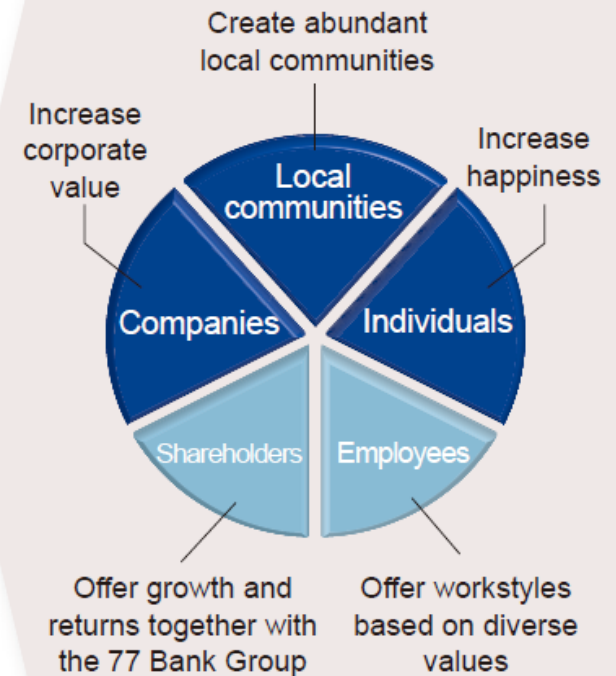 Create abundant
local communities
Increase
corporate
value
Increase
happiness
Local
communities
Companies
Individuals
Shareholders
Employees
Offer growth and
returns together with
the 77 Bank Group
Offer workstyles
based on diverse
values